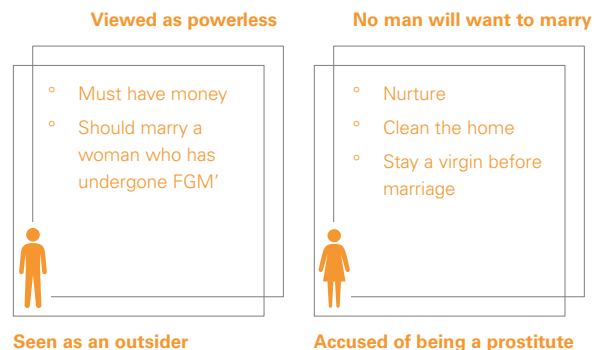 Viewed as powerless
° Must have money
° Should marry a
woman who has
undergone FGM’
Seen as an outsider
No man will want to marry
° Nurture
° Clean the home
° Stay a virgin before
marriage
Accused of being a prostitute